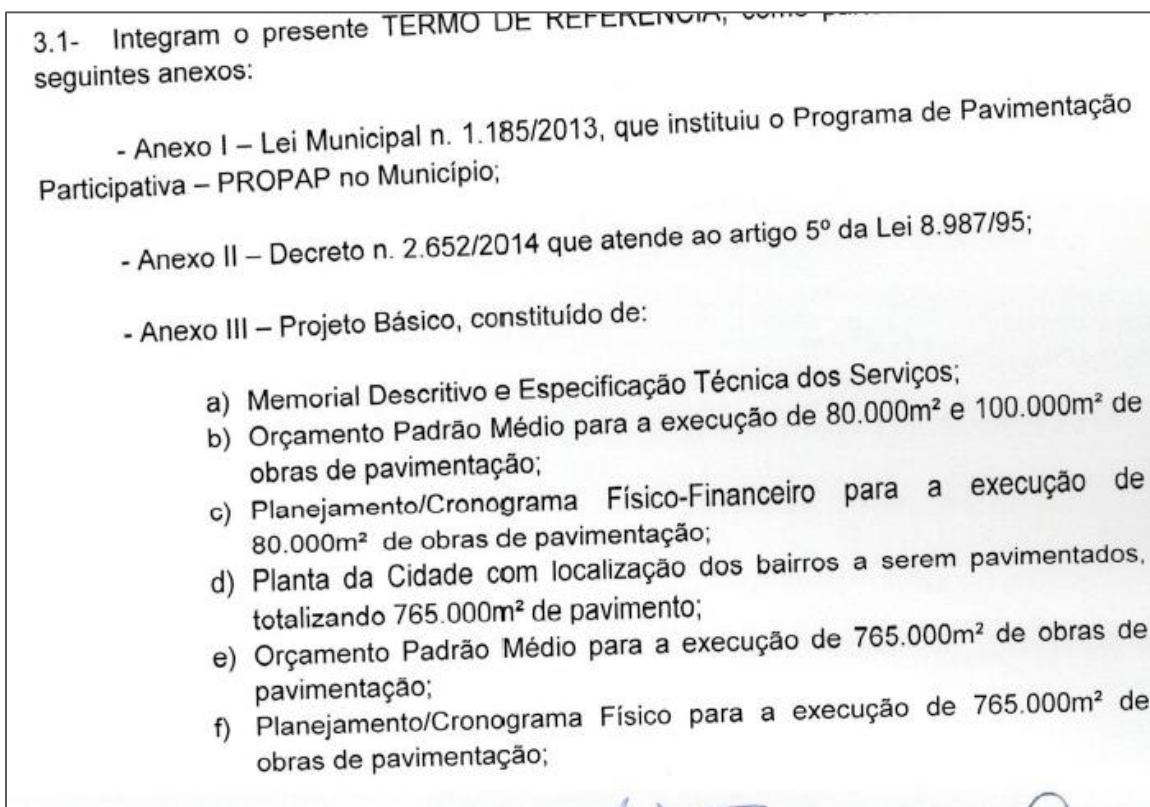 3.1- Integram o presente TERMO DE REFERÊNCIA, como
seguintes anexos:
- Anexo I – Lei Municipal n. 1.185/2013, que instituiu o Programa de Pavimentação
Participativa – PROPAP no Município;
- Anexo II – Decreto n. 2.652/2014 que atende ao artigo 5º da Lei 8.987/95;
- Anexo III – Projeto Básico, constituído de:
a) Memorial Descritivo e Especificação Técnica dos Serviços;
b) Orçamento Padrão Médio para a execução de 80.000m² e 100.000m² de
obras de pavimentação;
c) Planejamento/Cronograma Físico-Financeiro para a execução de
80.000m² de obras de pavimentação;
d) Planta da Cidade com localização dos bairros a serem pavimentados,
totalizando 765.000m² de pavimento;
e) Orçamento Padrão Médio para a execução de 765.000m² de obras de
pavimentação;
f) Planejamento/Cronograma Físico para a execução de 765.000m² de
obras de pavimentação;